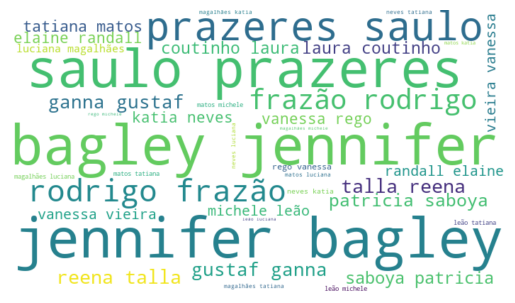 magalhães katia
neves tatiana
tatiana matos
prazeres saulo
elaine randall
luciana magalhães
coutinho laura
laura coutinho
matos katia
vieira vanessa
saulo prazeres
ganna gustaf
matos michele
frazão rodrigo
rego michele
katia neves
vanessa rego
magalhães michele
bagley jennifer
neves luciana
rego vanessa
randall elaine
magalhães luciana
matos tatiana
matos luciana
rodrigo frazão
neves katia
talla reena
patricia saboya
vanessa vieira
michele leão
leão luciana
leão tatiana
jennifer bagley
reena talla
gustaf ganna
saboya patricia
magalhães tatiana
leão michele